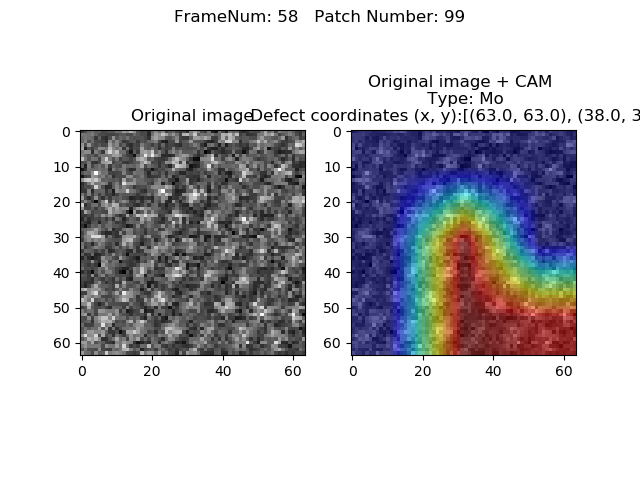 FrameNum: 58   Patch Number: 99
Original image + CAM
Type: Mo
Original image
Defect coordinates (x, y):[(63.0, 63.0), (38.0, 3
0
10
20
30
40
50
60
0 20 40 60
0
10
20
30
40
50
60
0 20 40 60